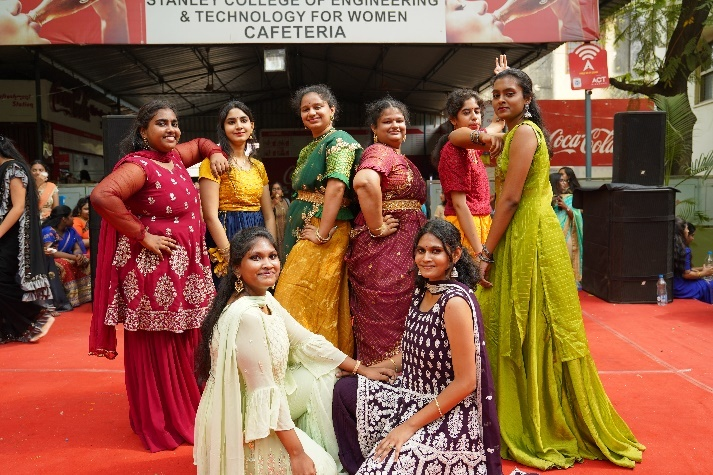 STANLEY COLLEGE OF ENGINEERING
& TECHNOLOGY FOR WOMEN
CAFETERIA
ACT
Coca-Cola